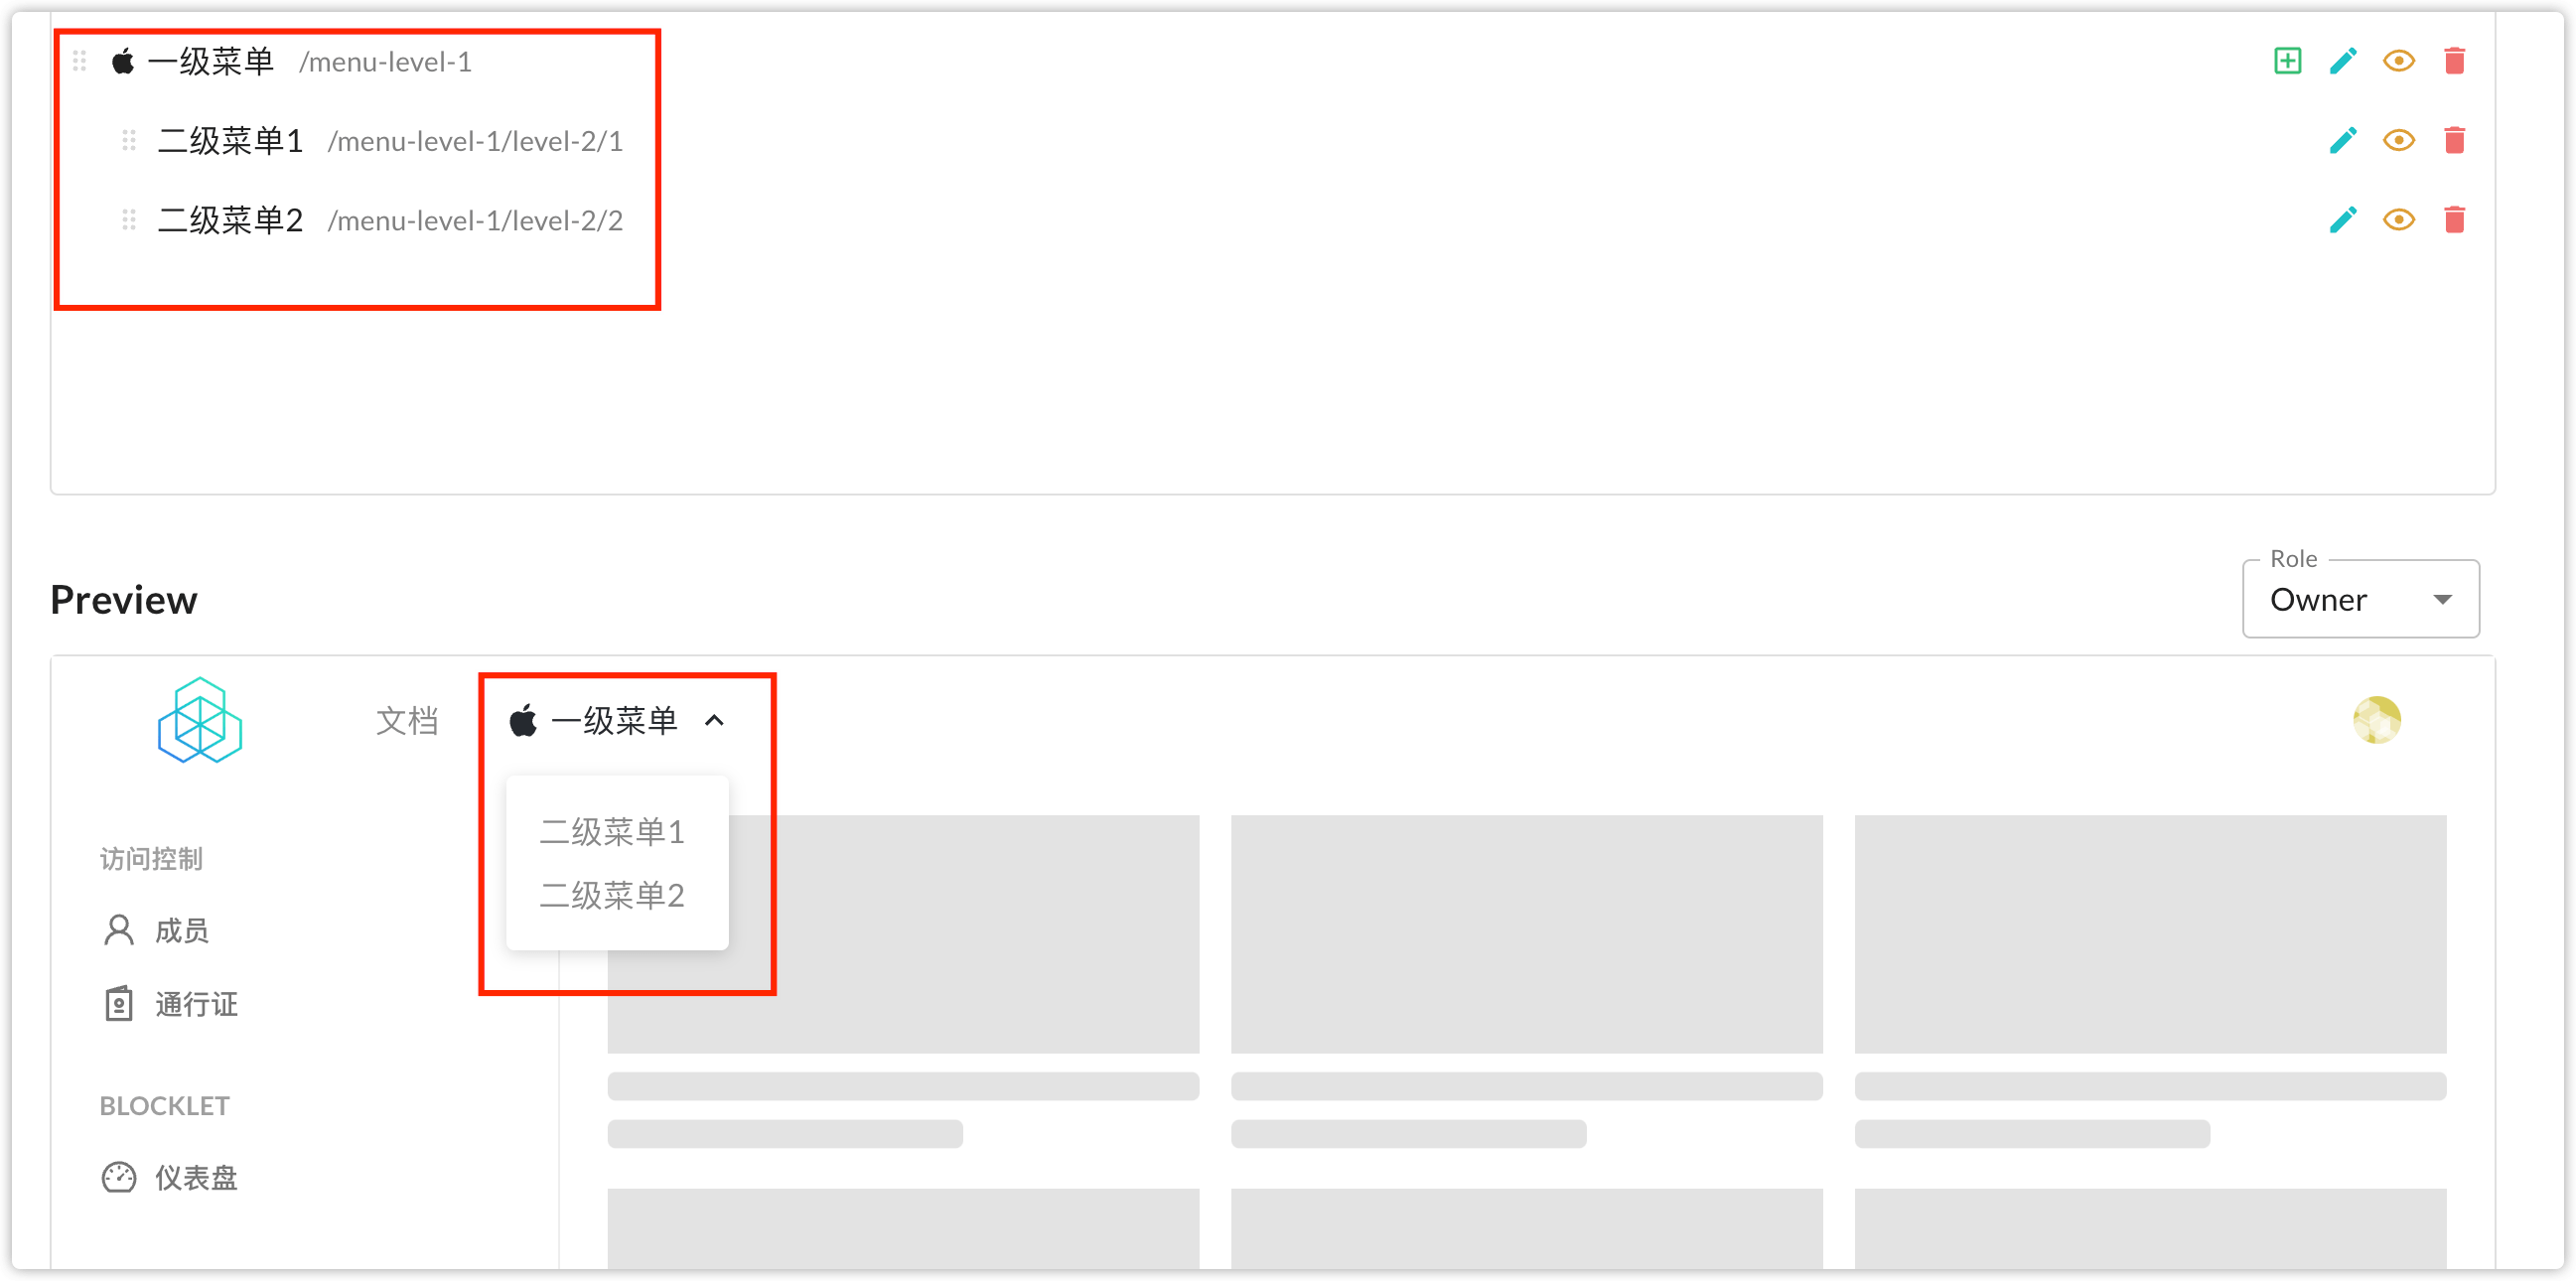 一级菜单 /menu-level-1
二级菜单1 /menu-level-1/level-2/1
二级菜单2 /menu-level-1/level-2/2
Role
Preview
Owner
文档 一级菜单
二级菜单1
二级菜单2
访问控制
成员
通行证
BLOCKLET
仪表盘